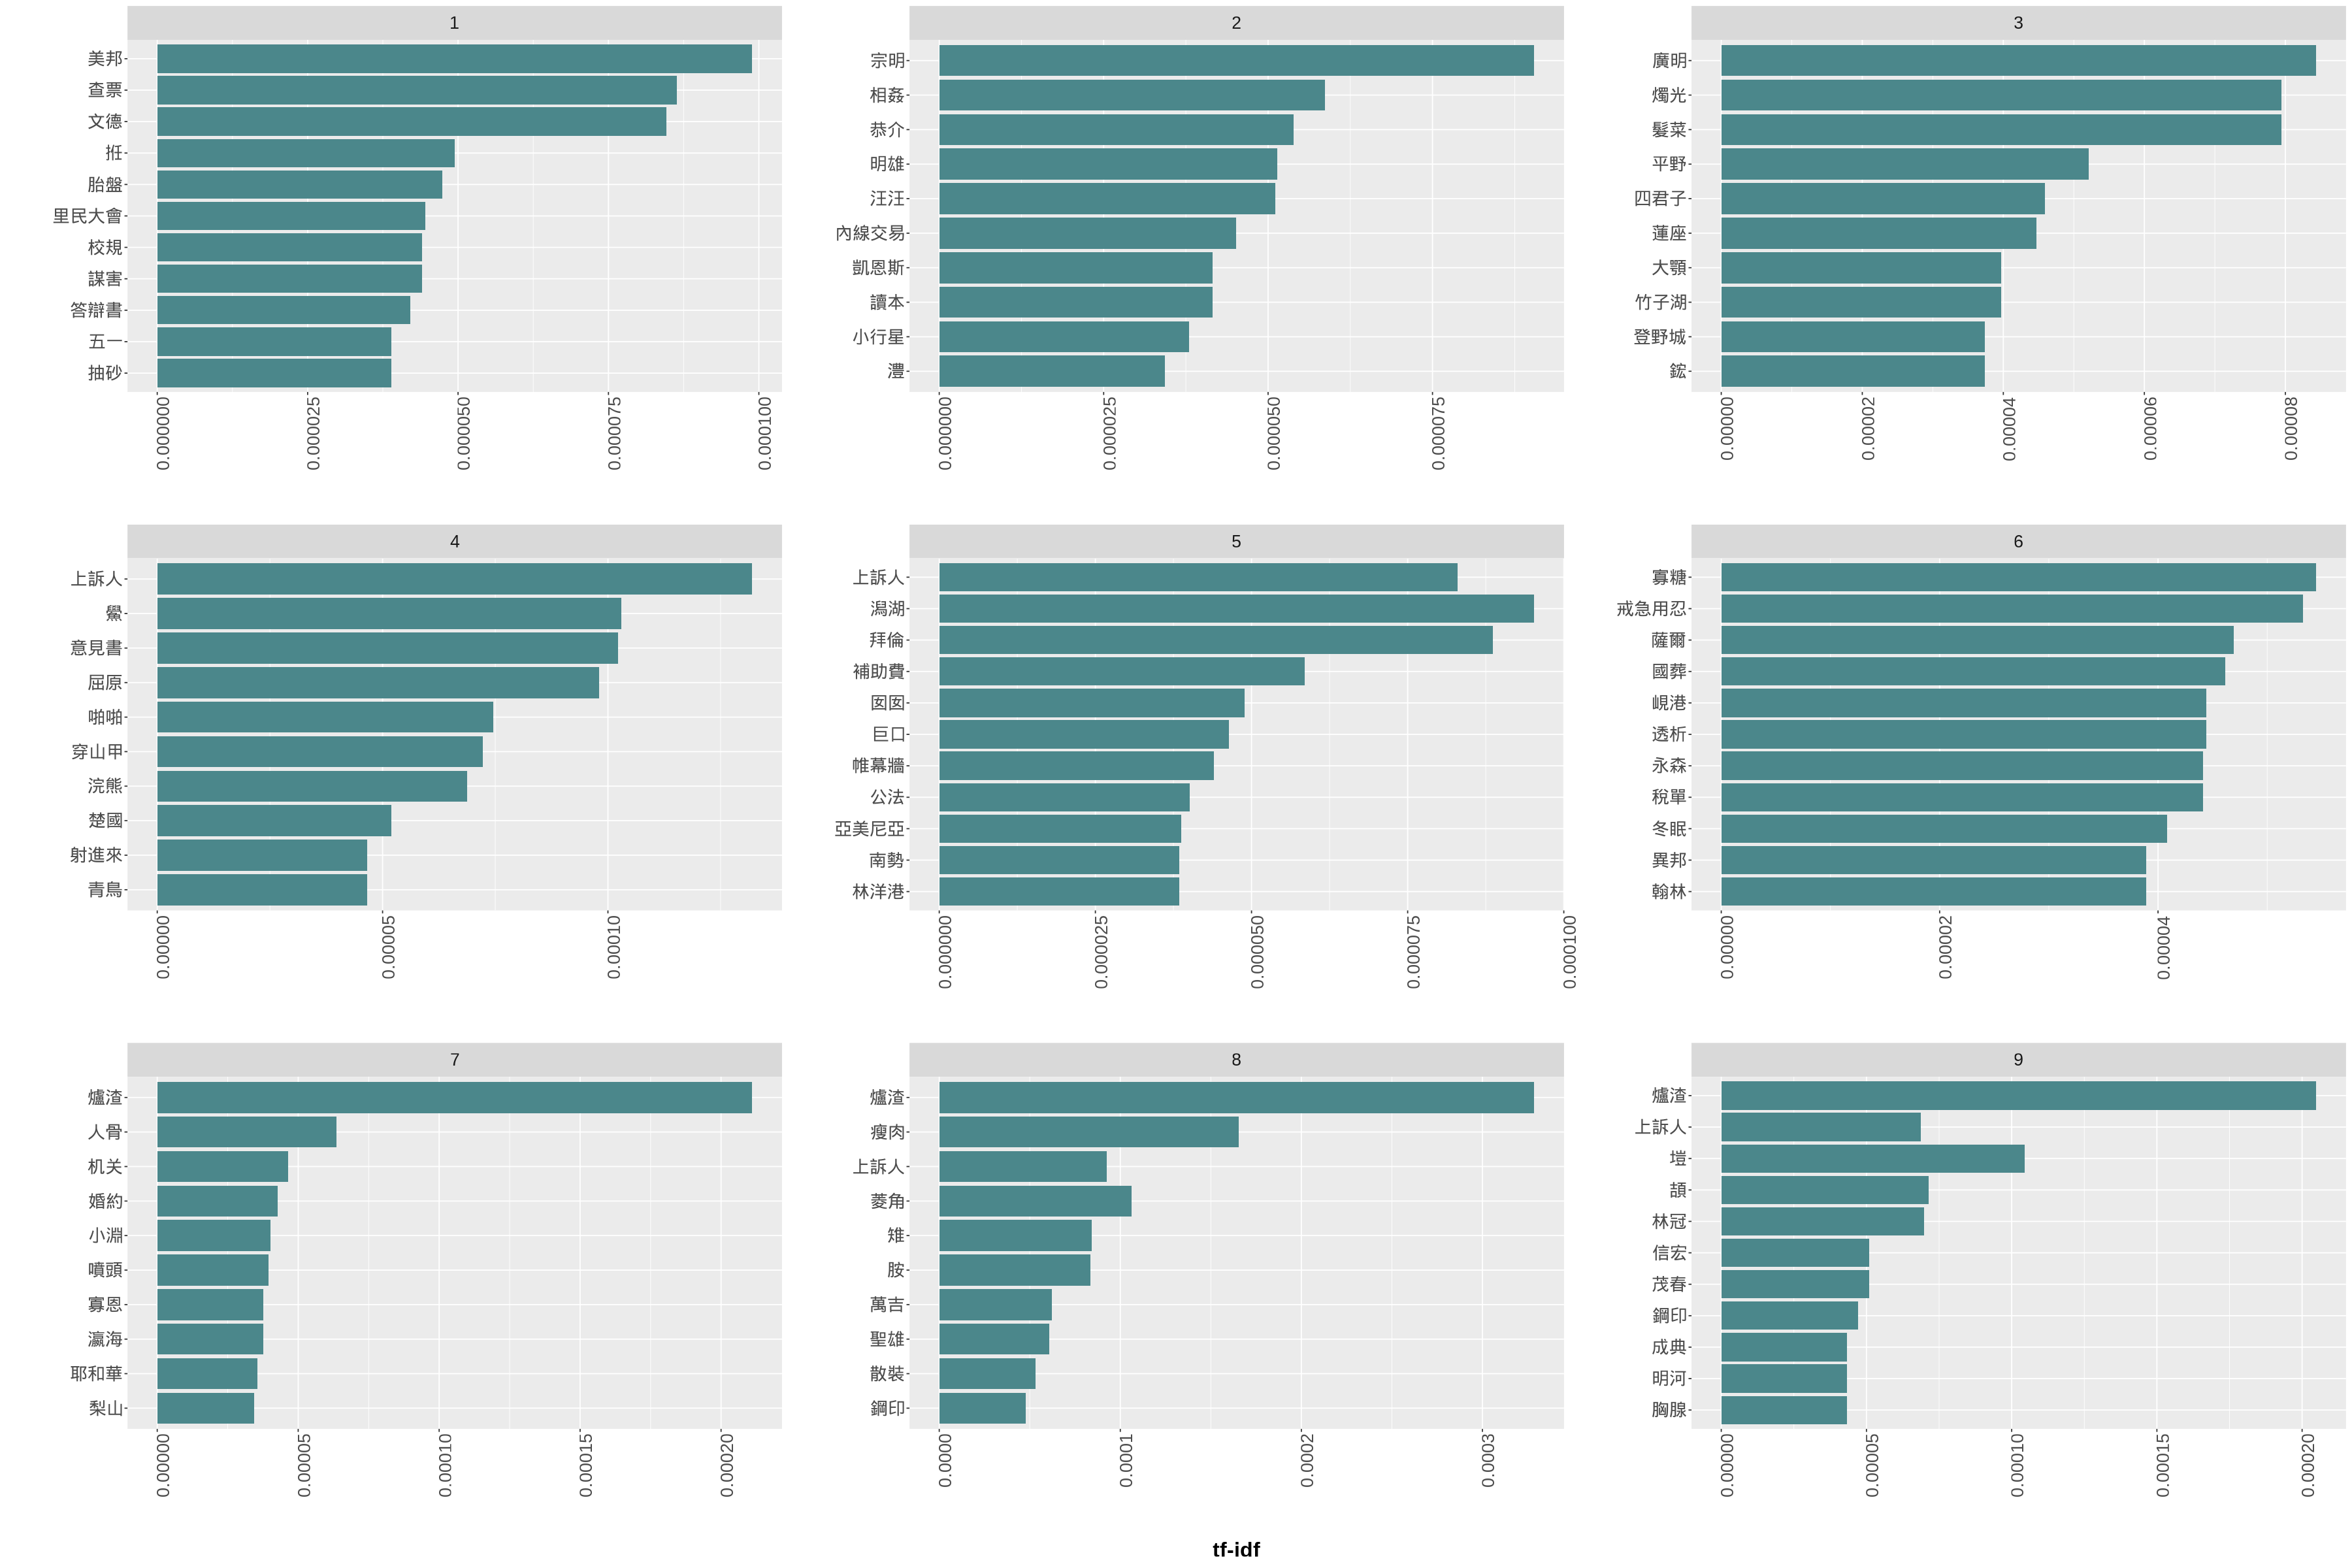 1
美邦
查票
文德
拰
胎盤
里民大會
校規
謀害
答辯書
五一
抽砂
0.000000
0.000025
0.000050
0.000075
0.000100
2
宗明
相姦
恭介
明雄
汪汪
內線交易
凱恩斯
讀本
小行星
灃
0.000000
0.000025
0.000050
0.000075
3
廣明
燭光
髮菜
平野
四君子
蓮座
大顎
竹子湖
登野城
鋐
0.00000
0.00002
0.00004
0.00006
0.00008
4
上訴人
鱟
意見書
屈原
啪啪
穿山甲
浣熊
楚國
射進來
青鳥
0.00000
0.00005
0.00010
5
上訴人
潟湖
拜倫
補助費
囡囡
巨口
帷幕牆
公法
亞美尼亞
南勢
林洋港
0.000000
0.000025
0.000050
0.000075
0.000100
6
寡糖
戒急用忍
薩爾
國葬
峴港
透析
永森
稅單
冬眠
異邦
翰林
0.00000
0.00002
0.00004
7
爐渣
人骨
机关
婚約
小淵
噴頭
寡恩
瀛海
耶和華
梨山
0.00000
0.00005
0.00010
0.00015
0.00020
8
爐渣
瘦肉
上訴人
菱角
雉
胺
萬吉
聖雄
散裝
鋼印
0.0000
0.0001
0.0002
0.0003
9
爐渣
上訴人
塏
頡
林冠
信宏
茂春
鋼印
成典
明河
胸腺
0.00000
0.00005
0.00010
0.00015
0.00020
tf-idf